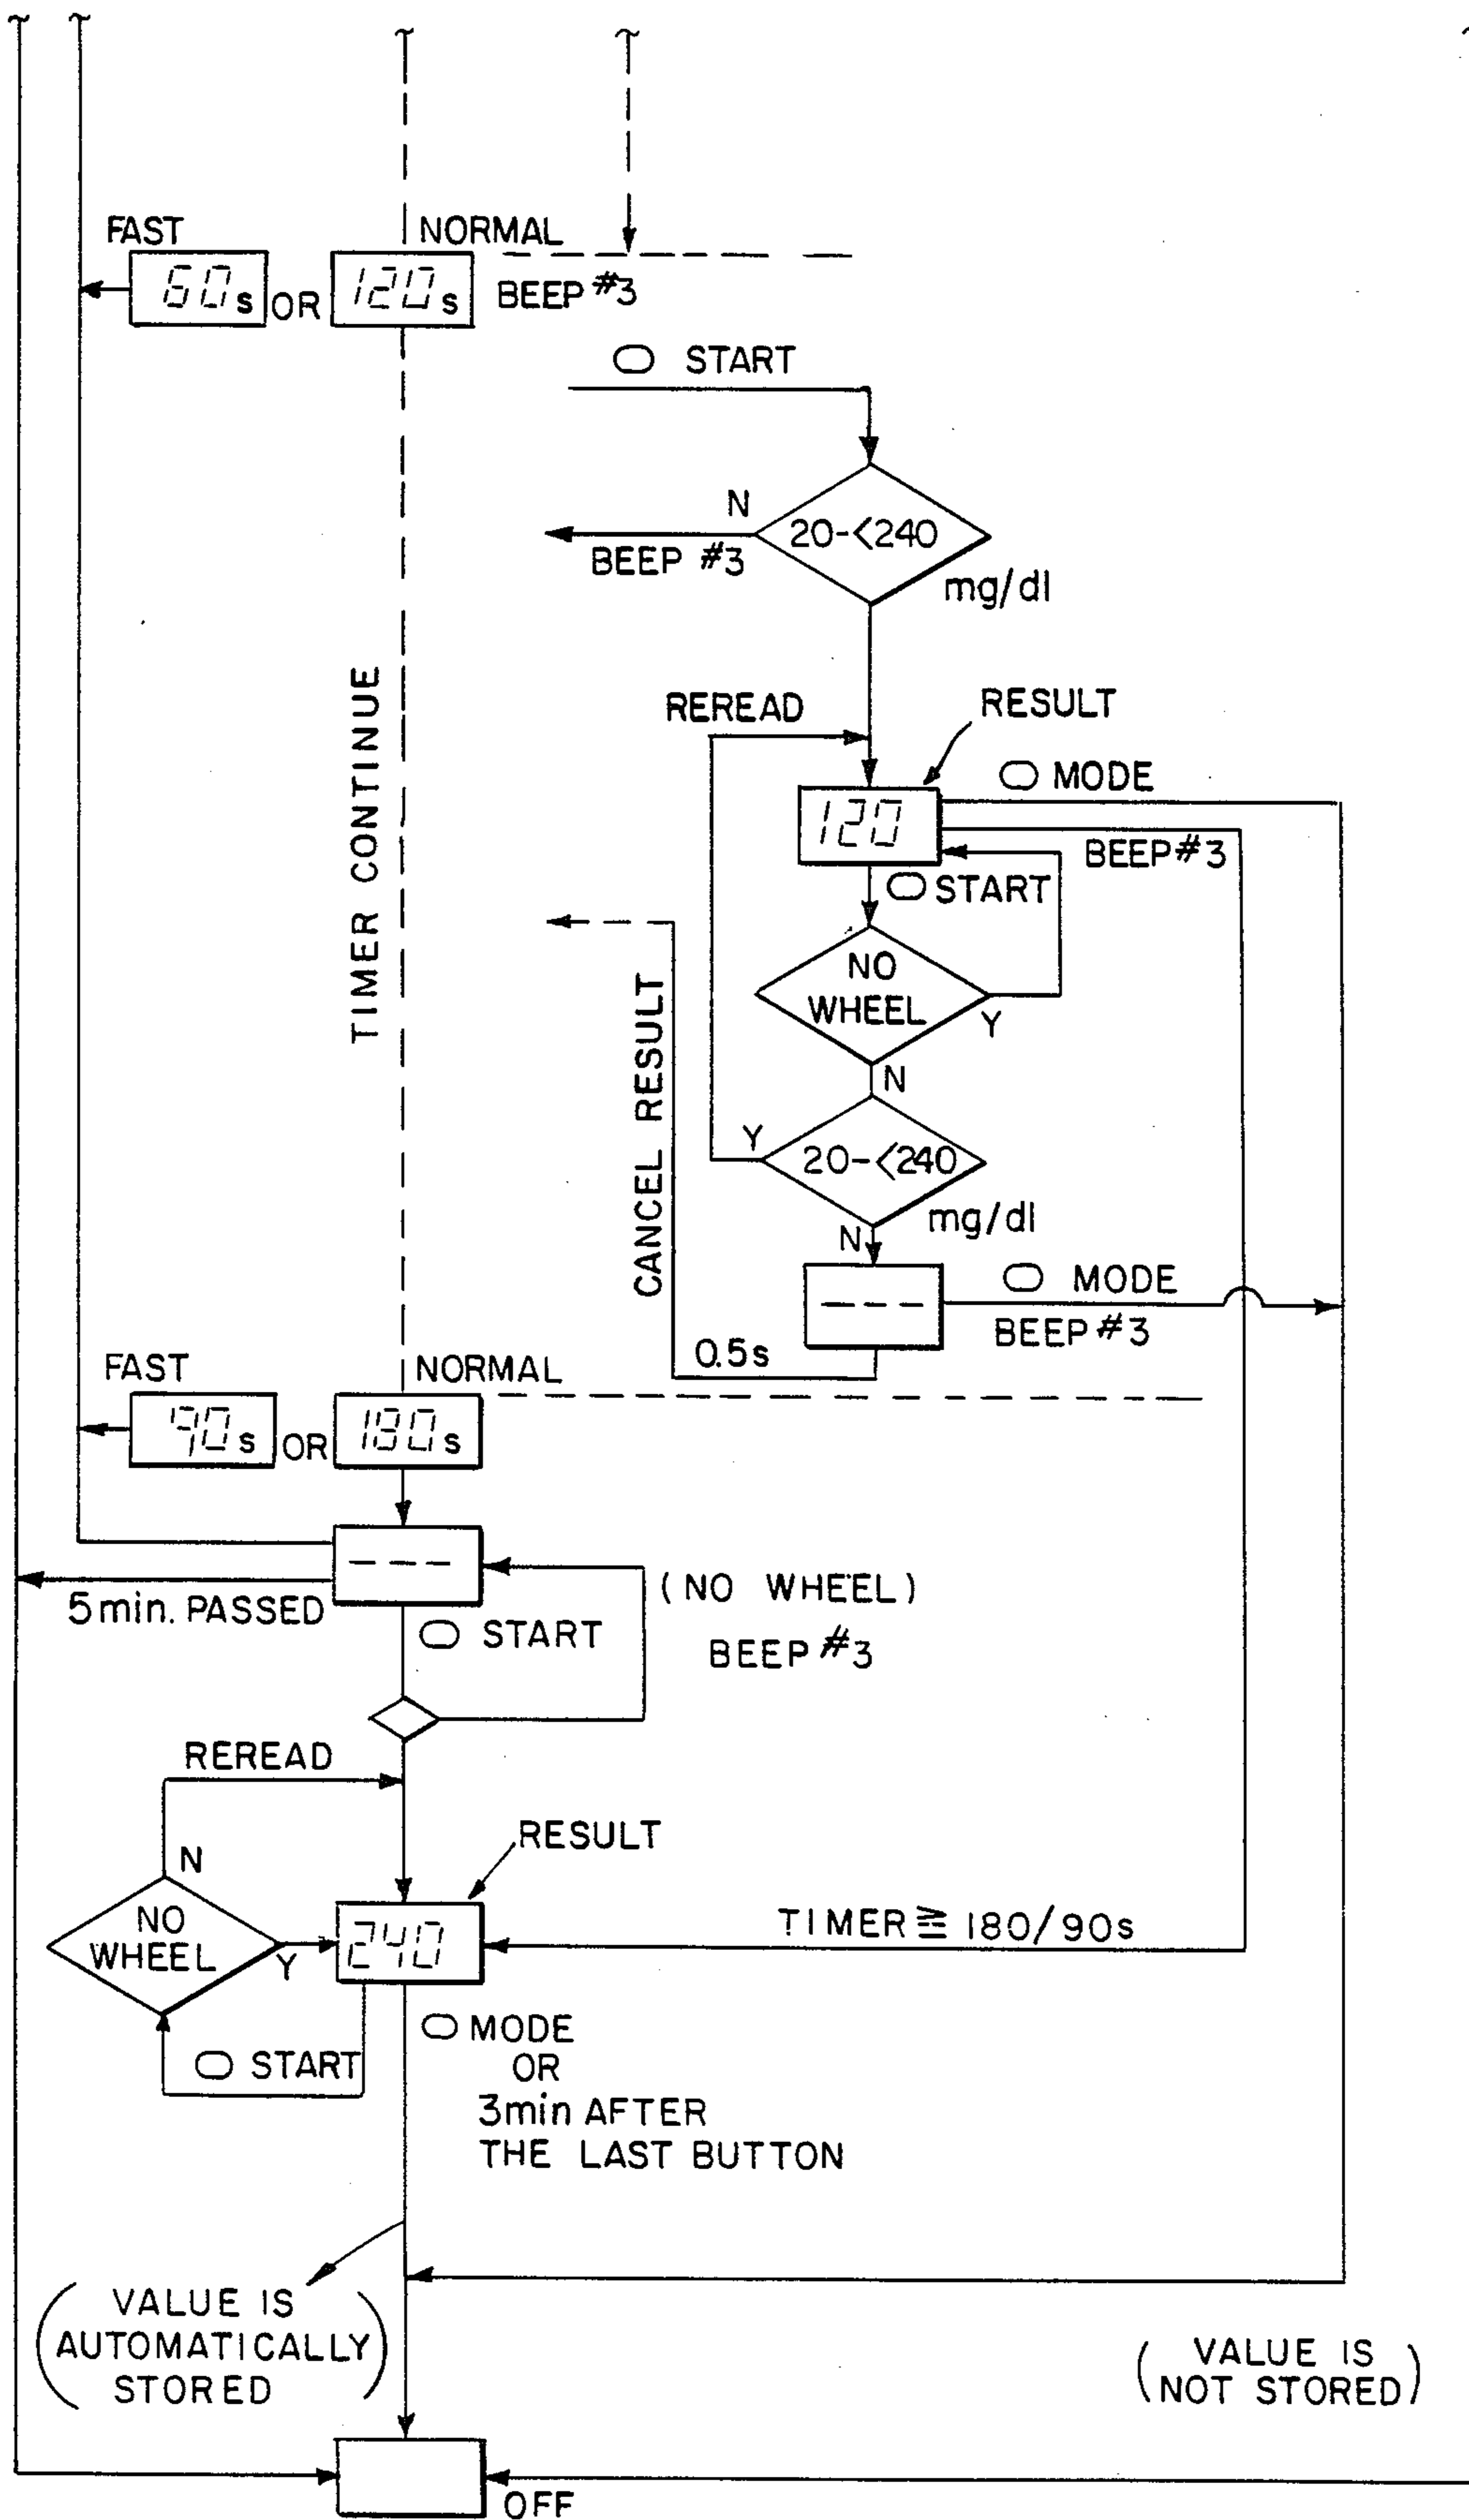 FAST
NORMAL
60s OR 120s BEEP #3
START
N
20-<240
BEEP #3
mg/dl
TIMER CONTINUE
REREAD
RESULT
MODE
120
BEEP #3
START
NO
WHEEL
Y
N
CANCEL RESULT
Y
20-<240
mg/dl
N
---
MODE
BEEP #3
0.5s
FAST
NORMAL
90s OR 180s
---
(NO WHEEL)
5min. PASSED
START
BEEP #3
REREAD
N
RESULT
NO
WHEEL
Y
240
TIMER ≧ 180/90s
MODE
START
OR
3min AFTER
THE LAST BUTTON
(VALUE IS
AUTOMATICALLY
STORED)
(VALUE IS
NOT STORED)
OFF